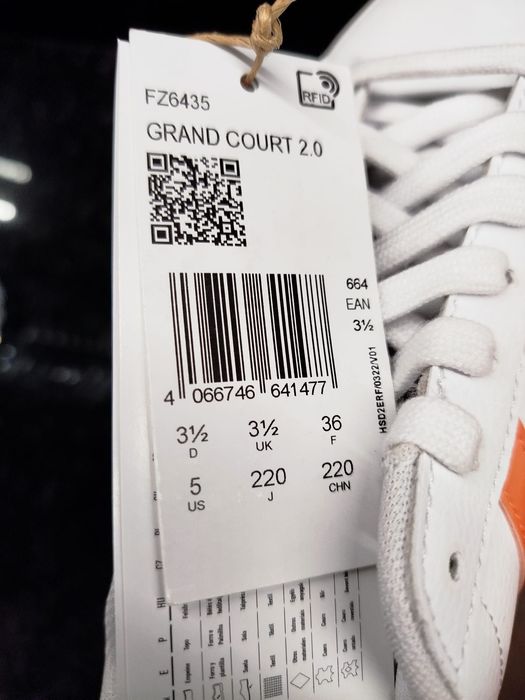 FZ6435
RFID
GRAND COURT 2.0
664
EAN
3½
4 066746 641477
HSD2ERF/0322/V01
3½ 3½ 36
D UK F
5 220 220
US J CHN